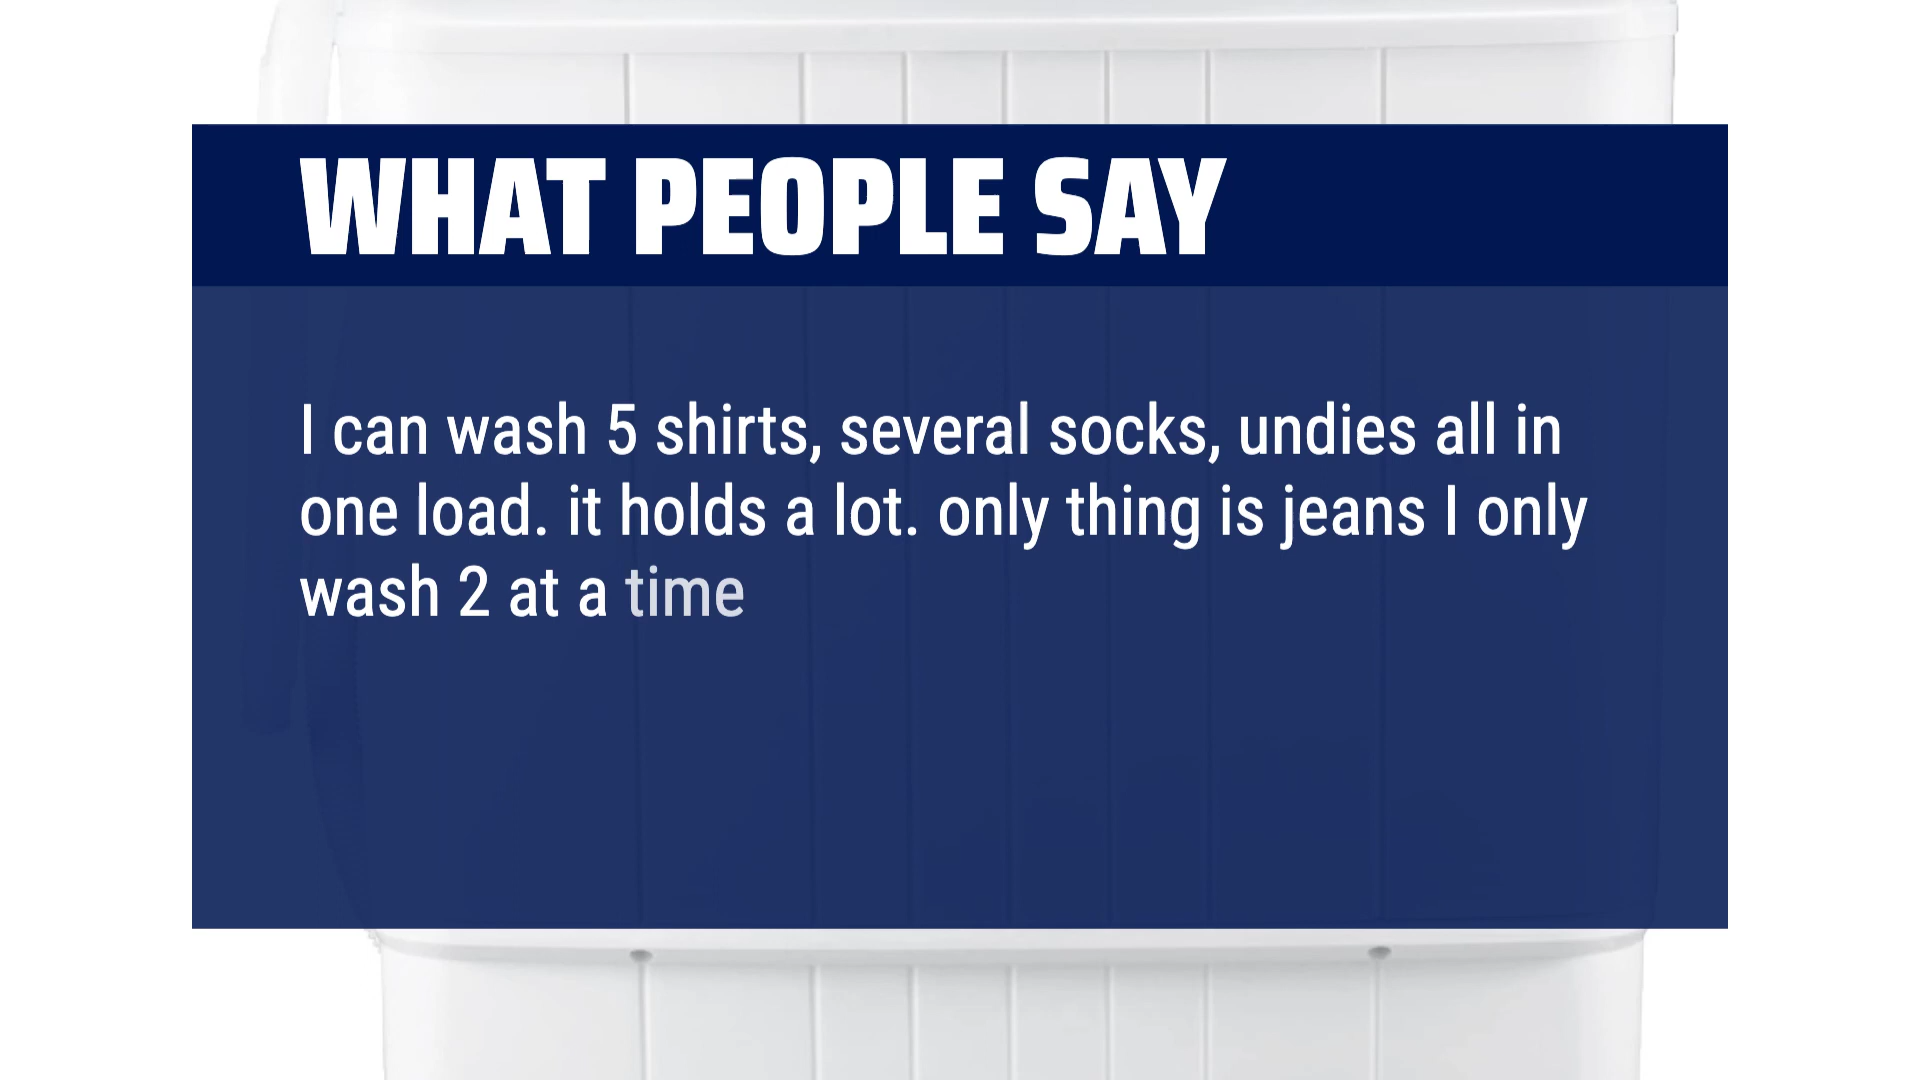 WHAT PEOPLE SAY
I can wash 5 shirts, several socks, undies all in
one load. it holds a lot. only thing is jeans I only
wash 2 at a time